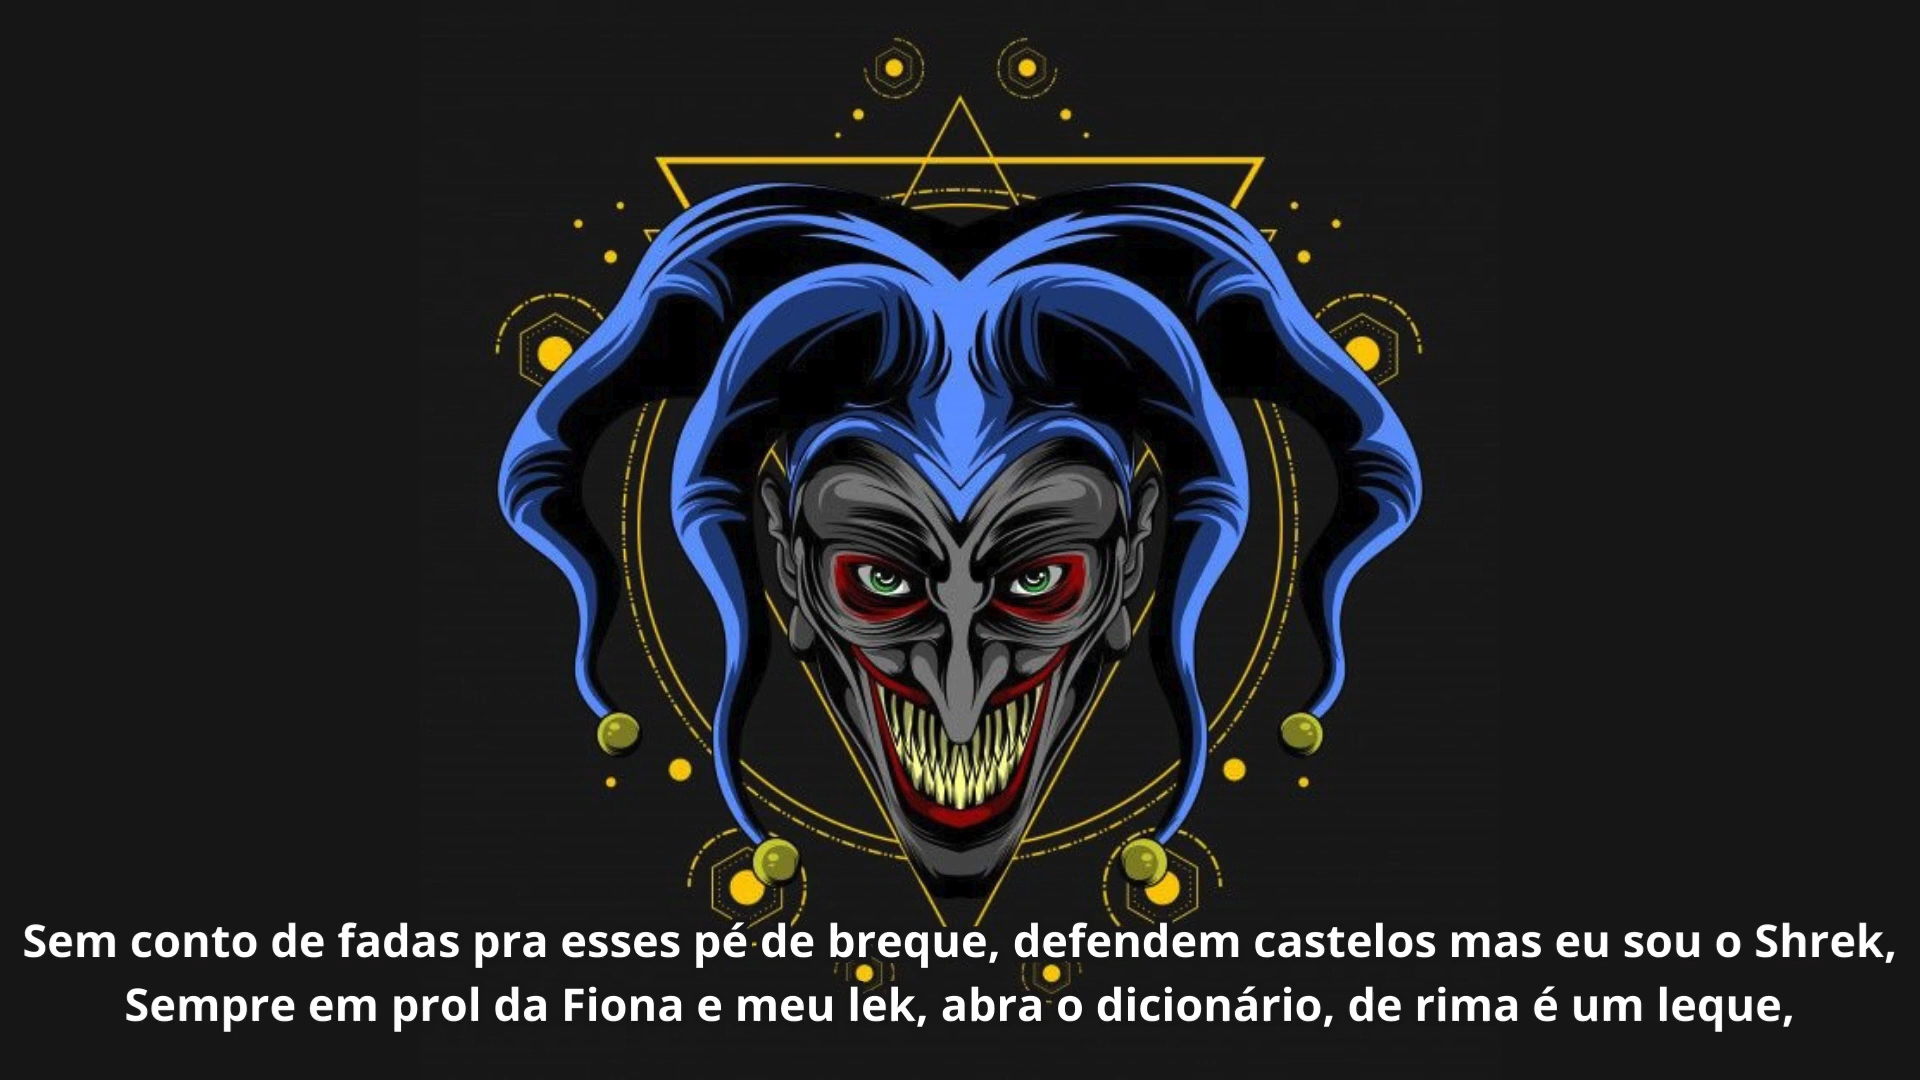 Sem conto de fadas pra esses pé de breque, defendem castelos mas eu sou o Shrek,
Sempre em prol da Fiona e meu lek, abra o dicionário, de rima é um leque,